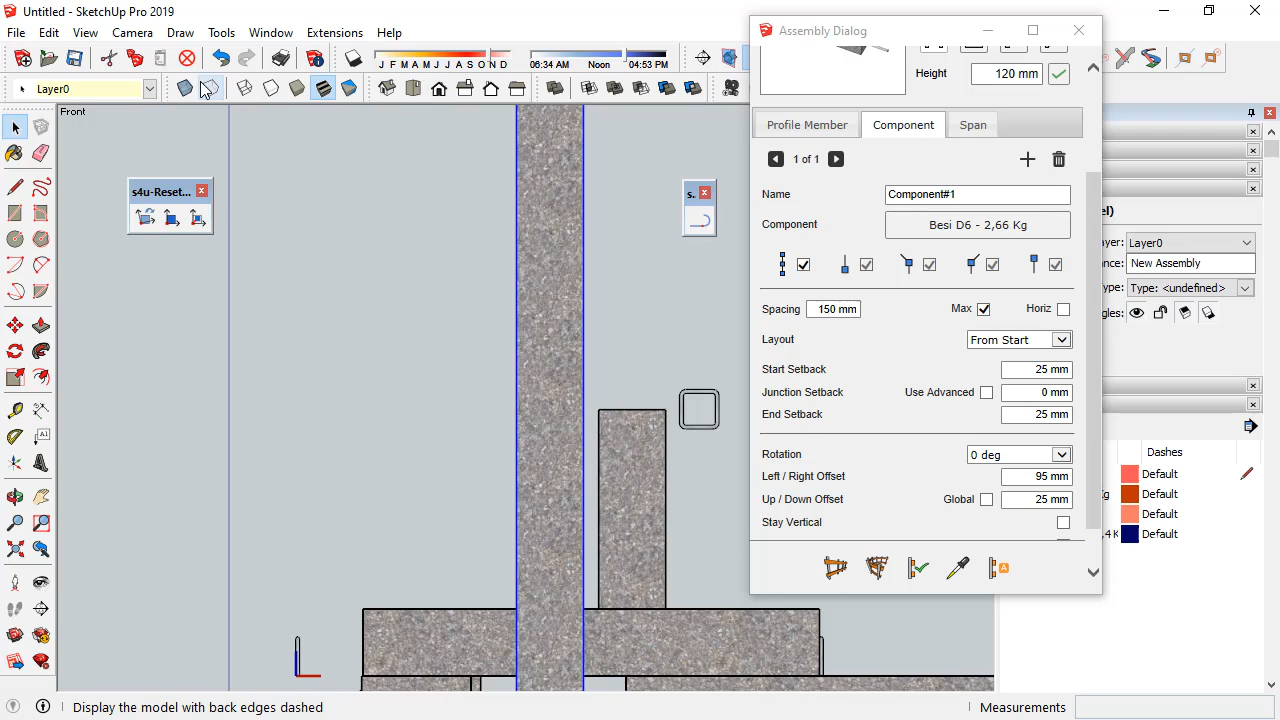 Untitled - SketchUp Pro 2019
File Edit View Camera Draw Tools Window Extensions Help
J F M A M J J A S O N D
06:34 AM Noon 04:53 PM
Layer0
Front
s4u-Reset...
s.
Assembly Dialog
Height 120 mm
Profile Member Component Span
1 of 1
Name Component#1
Component Besi D6 - 2,66 Kg
Spacing 150 mm Max Horiz
Layout From Start
Start Setback 25 mm
Junction Setback Use Advanced 0 mm
End Setback 25 mm
Rotation 0 deg
Left / Right Offset 95 mm
Up / Down Offset Global 25 mm
Stay Vertical
el)
ayer: Layer0
ance: New Assembly
Type: Type: <undefined>
gles:
Dashes
Default
Default
Default
,4 K Default
Display the model with back edges dashed
Measurements